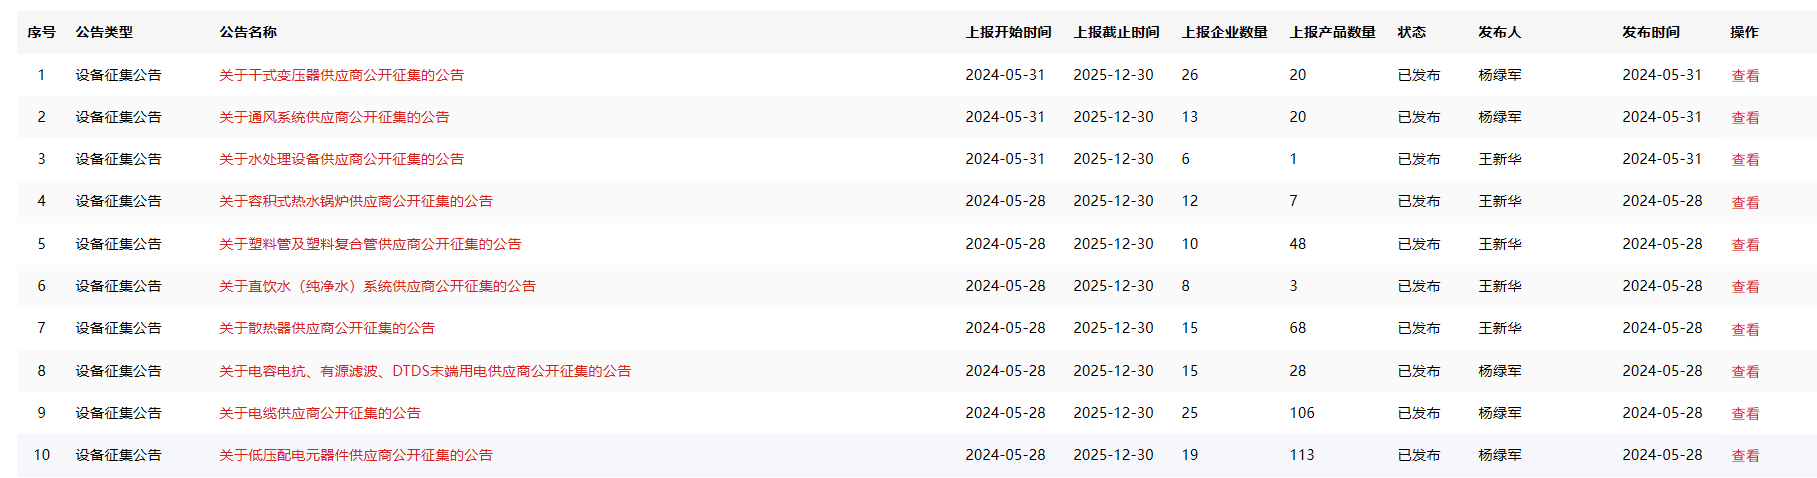 序号 公告类型 公告名称 上报开始时间 上报截止时间 上报企业数量 上报产品数量 状态 发布人 发布时间 操作
1 设备征集公告 关于干式变压器供应商公开征集的公告 2024-05-31 2025-12-30 26 20 已发布 杨绿军 2024-05-31 查看
2 设备征集公告 关于通风系统供应商公开征集的公告 2024-05-31 2025-12-30 13 20 已发布 杨绿军 2024-05-31 查看
3 设备征集公告 关于水处理设备供应商公开征集的公告 2024-05-31 2025-12-30 6 1 已发布 王新华 2024-05-31 查看
4 设备征集公告 关于容积式热水锅炉供应商公开征集的公告 2024-05-28 2025-12-30 12 7 已发布 王新华 2024-05-28 查看
5 设备征集公告 关于塑料管及塑料复合管供应商公开征集的公告 2024-05-28 2025-12-30 10 48 已发布 王新华 2024-05-28 查看
6 设备征集公告 关于直饮水（纯净水）系统供应商公开征集的公告 2024-05-28 2025-12-30 8 3 已发布 王新华 2024-05-28 查看
7 设备征集公告 关于散热器供应商公开征集的公告 2024-05-28 2025-12-30 15 68 已发布 王新华 2024-05-28 查看
8 设备征集公告 关于电容电抗、有源滤波、DTDS末端用电供应商公开征集的公告 2024-05-28 2025-12-30 15 28 已发布 杨绿军 2024-05-28 查看
9 设备征集公告 关于电缆供应商公开征集的公告 2024-05-28 2025-12-30 25 106 已发布 杨绿军 2024-05-28 查看
10 设备征集公告 关于低压配电元器件供应商公开征集的公告 2024-05-28 2025-12-30 19 113 已发布 杨绿军 2024-05-28 查看